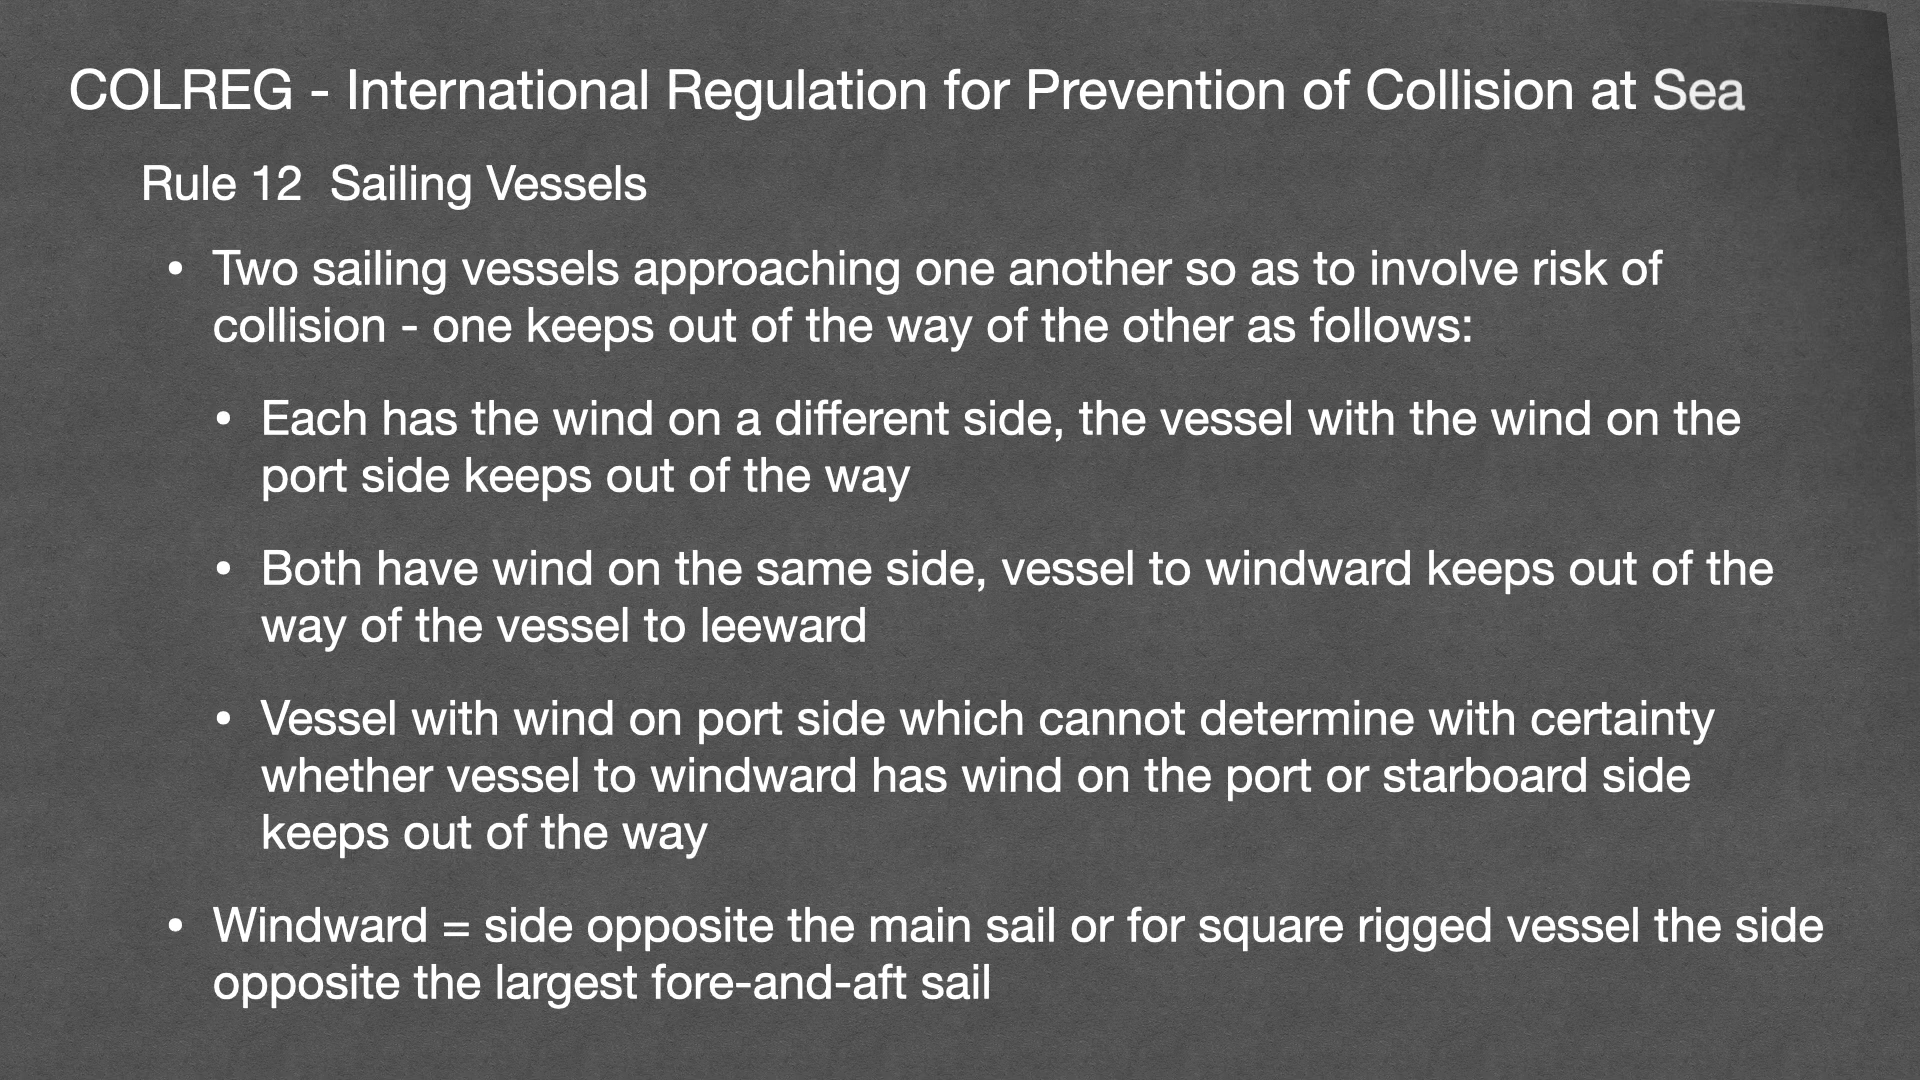 COLREG - International Regulation for Prevention of Collision at Sea
Rule 12 Sailing Vessels
• Two sailing vessels approaching one another so as to involve risk of
collision - one keeps out of the way of the other as follows:
• Each has the wind on a different side, the vessel with the wind on the
port side keeps out of the way
• Both have wind on the same side, vessel to windward keeps out of the
way of the vessel to leeward
• Vessel with wind on port side which cannot determine with certainty
whether vessel to windward has wind on the port or starboard side
keeps out of the way
• Windward = side opposite the main sail or for square rigged vessel the side
opposite the largest fore-and-aft sail